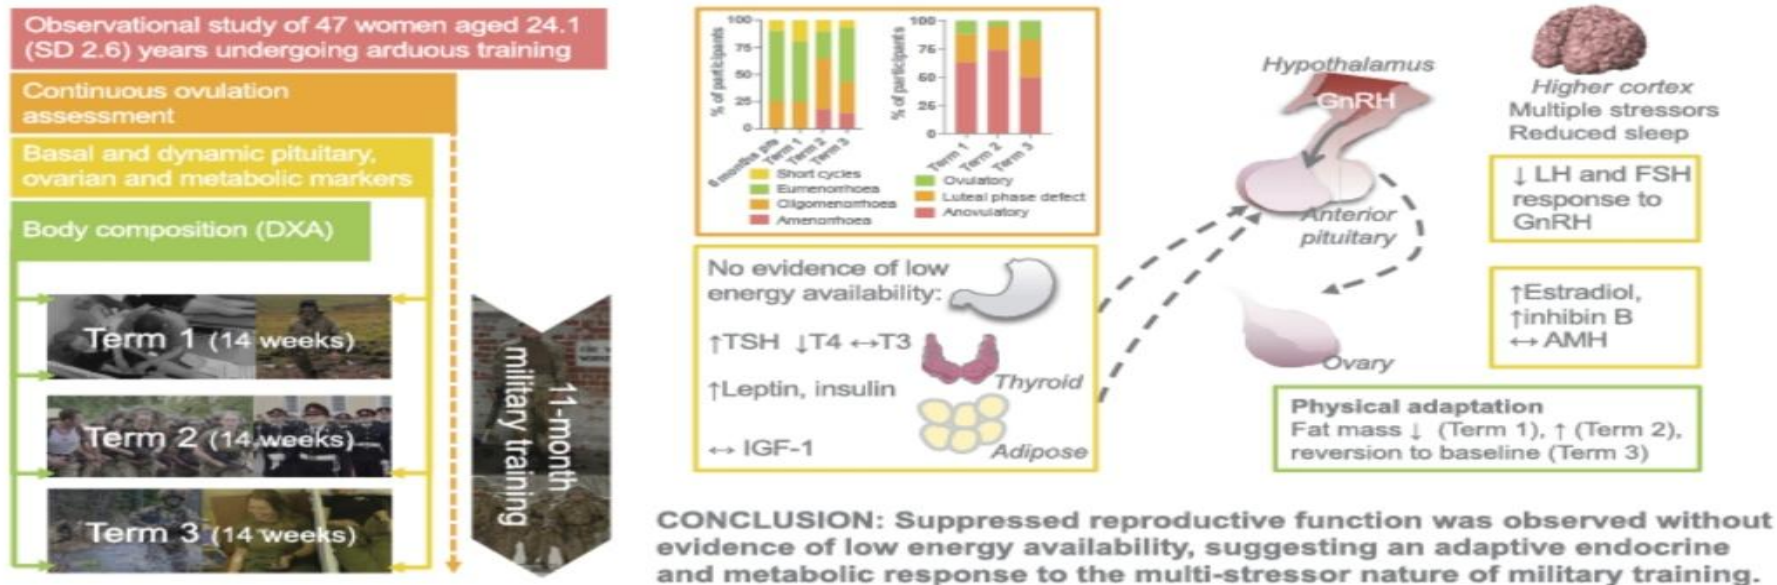 Observational study of 47 women aged 24.1
(SD 2.6) years undergoing arduous training
Continuous ovulation
assessment
Basal and dynamic pituitary,
ovarian and metabolic markers
Body composition (DXA)
Term 1 (14 weeks)
Term 2 (14 weeks)
Term 3 (14 weeks)
11-month
military training
% of participants
100
75
50
25
0
6 months prior
Term 1
Term 2
Term 3
Short cycles
Eumenorrhoea
Oligomenorrhoea
Amenorrhoea
% of participants
100
75
50
25
0
Term 1
Term 2
Term 3
Ovulatory
Luteal phase defect
Anovulatory
No evidence of low
energy availability:
↑TSH ↓T4 ↔T3
↑Leptin, insulin
↔ IGF-1
Thyroid
Adipose
Hypothalamus
GnRH
Anterior
pituitary
Ovary
Higher cortex
Multiple stressors
Reduced sleep
↓ LH and FSH
response to
GnRH
↑Estradiol,
↑inhibin B
↔ AMH
Physical adaptation
Fat mass ↓ (Term 1), ↑ (Term 2),
reversion to baseline (Term 3)
CONCLUSION: Suppressed reproductive function was observed without
evidence of low energy availability, suggesting an adaptive endocrine
and metabolic response to the multi-stressor nature of military training.